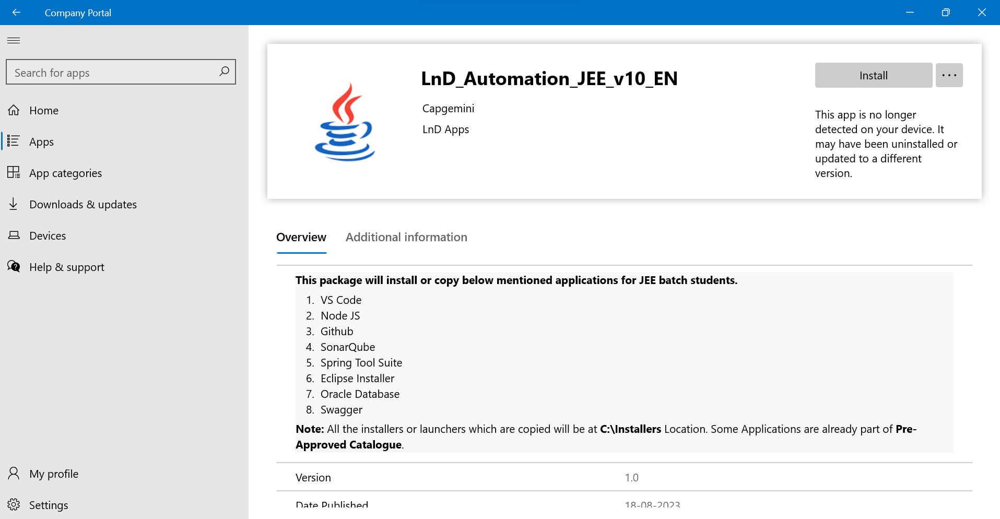 Company Portal
Search for apps
Home
Apps
App categories
Downloads & updates
Devices
Help & support
My profile
Settings
LnD_Automation_JEE_v10_EN
Capgemini
LnD Apps
Install
This app is no longer
detected on your device. It
may have been uninstalled or
updated to a different
version.
Overview Additional information
This package will install or copy below mentioned applications for JEE batch students.
1. VS Code
2. Node JS
3. Github
4. SonarQube
5. Spring Tool Suite
6. Eclipse Installer
7. Oracle Database
8. Swagger
Note: All the installers or launchers which are copied will be at C:\Installers Location. Some Applications are already part of Pre-
Approved Catalogue.
Version 1.0
Date Published 18-08-2023